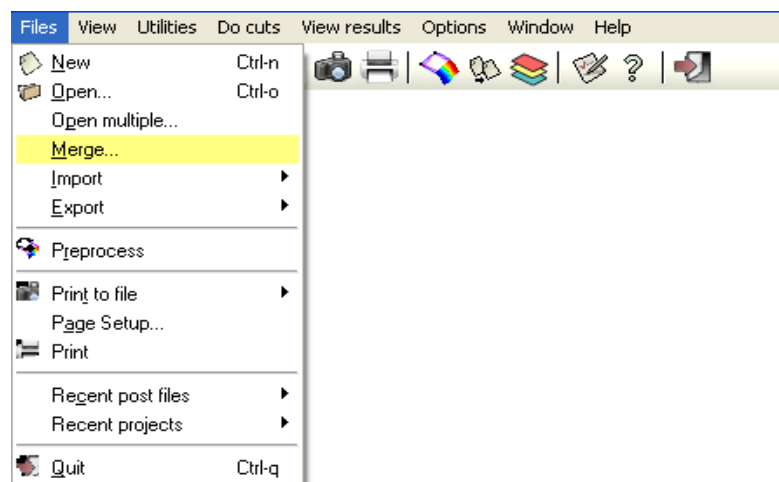 Files View Utilities Do cuts View results Options Window Help
New Ctrl-n
Open... Ctrl-o
Open multiple...
Merge...
Import
Export
Preprocess
Print to file
Page Setup...
Print
Recent post files
Recent projects
Quit Ctrl-q